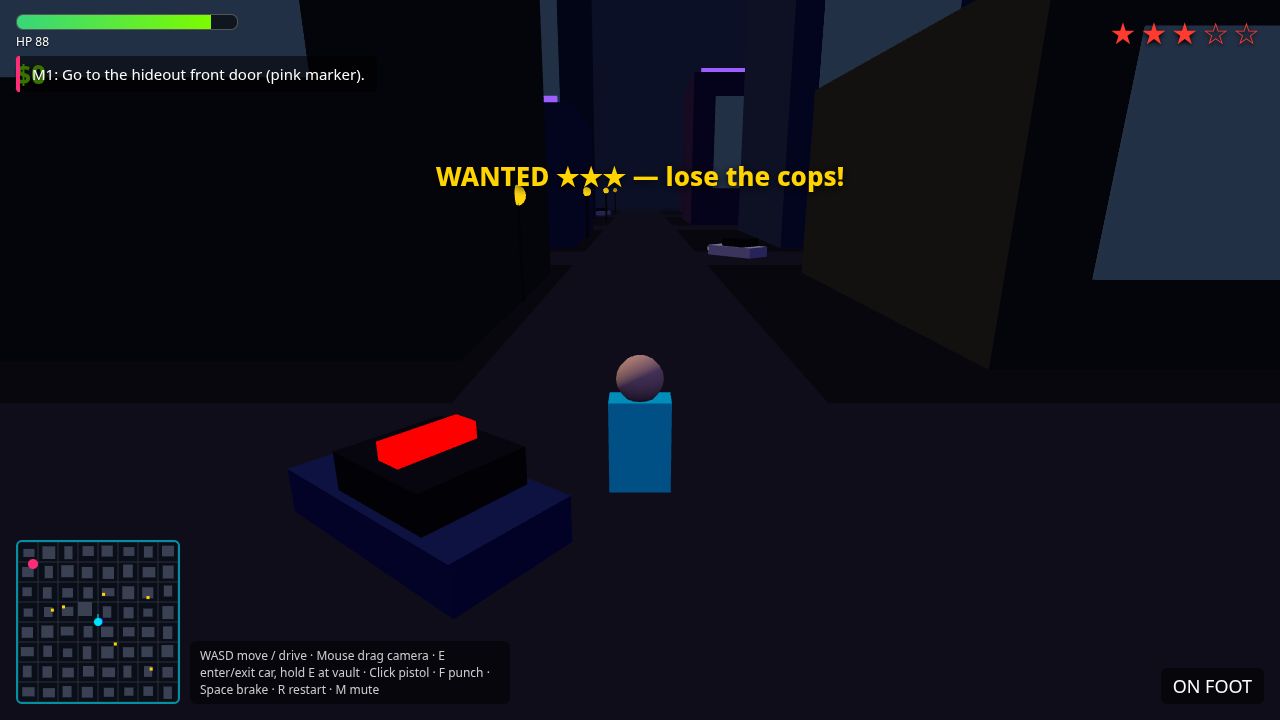 HP 88
$0
M1: Go to the hideout front door (pink marker).
★★★☆☆
WANTED ★★★ — lose the cops!
WASD move / drive · Mouse drag camera · E
enter/exit car, hold E at vault · Click pistol · F punch ·
Space brake · R restart · M mute
ON FOOT